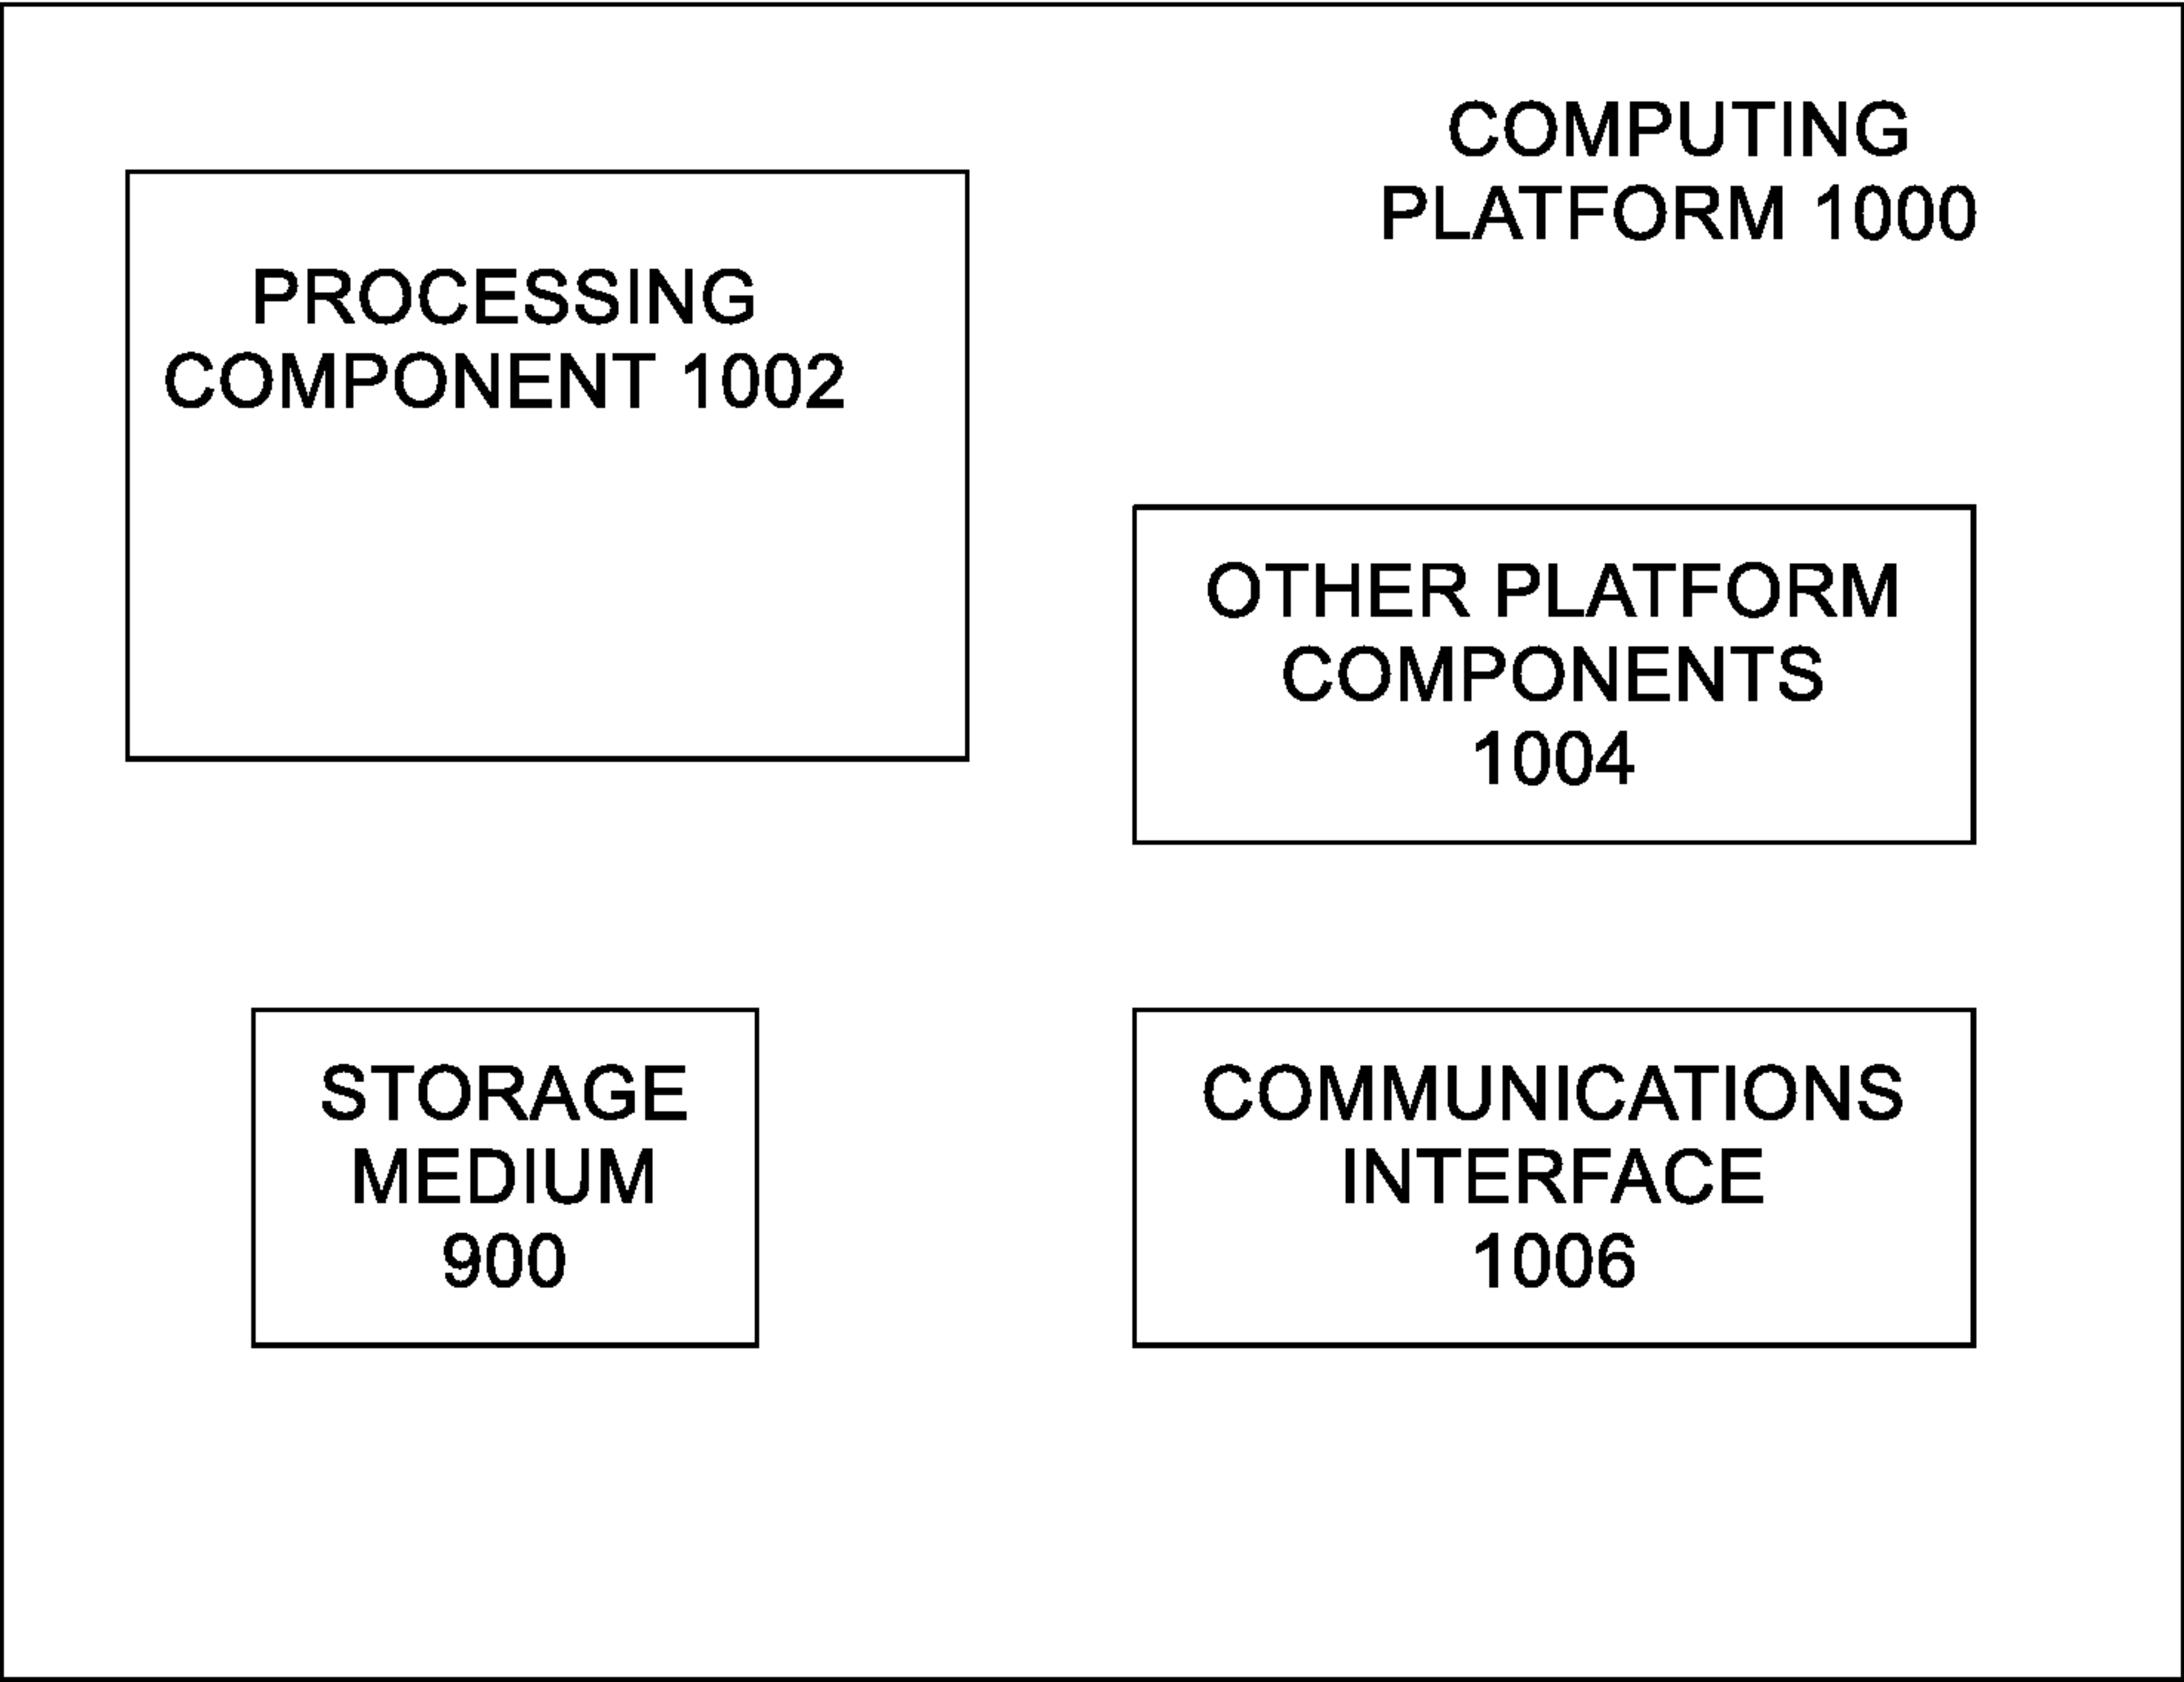 COMPUTING
PLATFORM 1000
PROCESSING
COMPONENT 1002
OTHER PLATFORM
COMPONENTS
1004
STORAGE
MEDIUM
900
COMMUNICATIONS
INTERFACE
1006